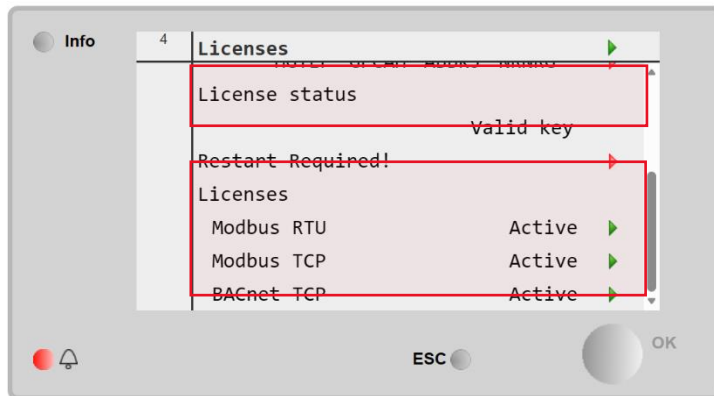 Info
4
Licenses
License status
Valid key
Restart Required!
Licenses
Modbus RTU Active
Modbus TCP Active
BACnet TCP Active
ESC
OK